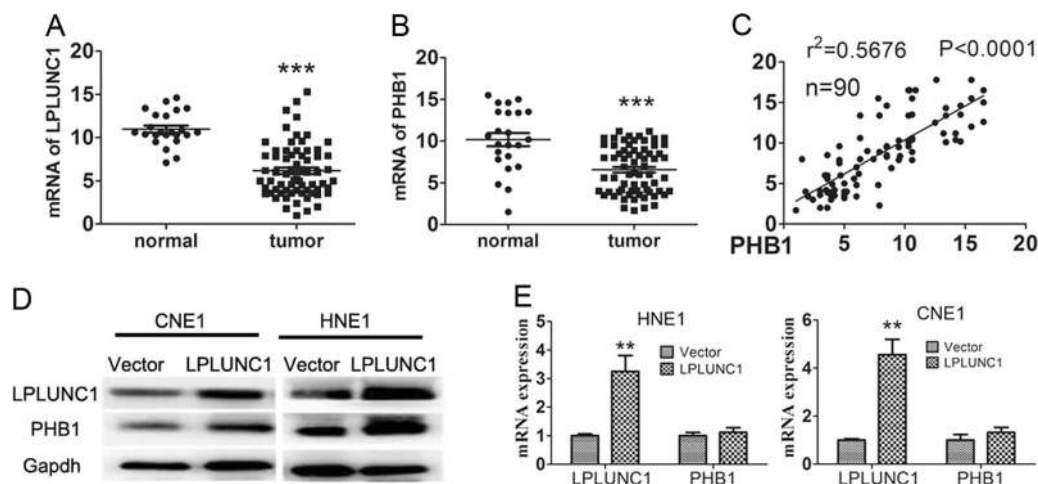 A
mRNA of LPLUNC1
20
15
10
5
0
***
normal
tumor
B
mRNA of PHB1
20
15
10
5
0
***
normal
tumor
C
r²=0.5676
P<0.0001
n=90
20
15
10
5
0
PHB1
5
10
15
20
D
CNE1
HNE1
Vector
LPLUNC1
Vector
LPLUNC1
LPLUNC1
PHB1
Gapdh
E
HNE1
mRNA expression
5
4
3
2
1
0
**
Vector
LPLUNC1
LPLUNC1
PHB1
CNE1
mRNA expression
8
6
4
2
0
**
Vector
LPLUNC1
LPLUNC1
PHB1